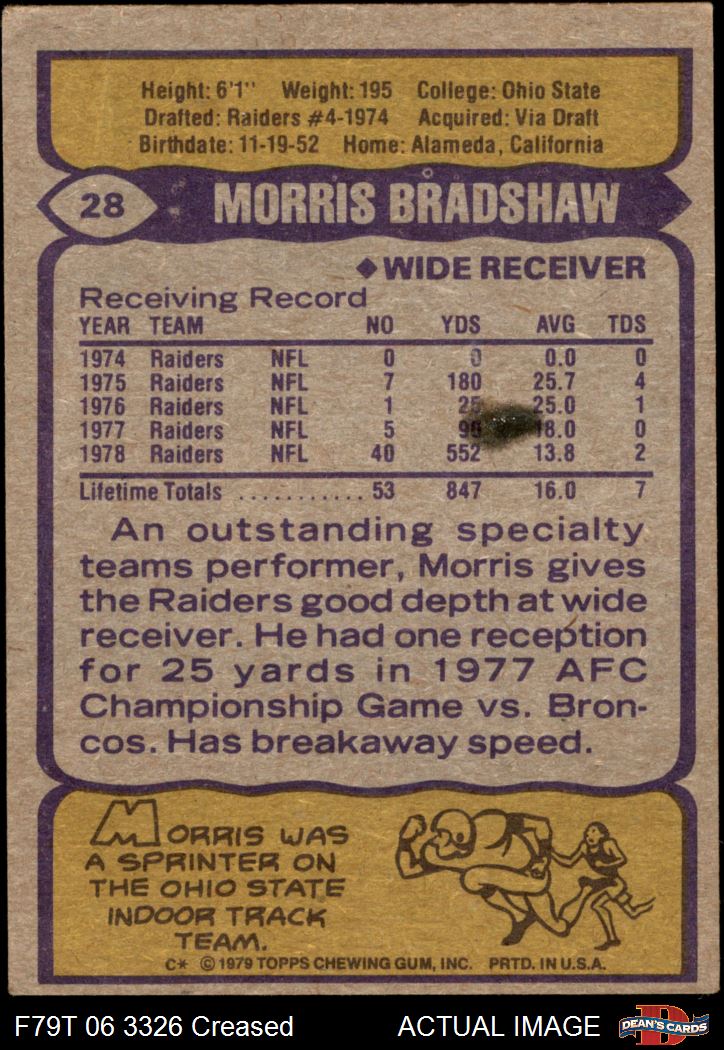 Height: 6'1" Weight: 195 College: Ohio State
Drafted: Raiders #4-1974 Acquired: Via Draft
Birthdate: 11-19-52 Home: Alameda, California
28 MORRIS BRADSHAW
◆WIDE RECEIVER
Receiving Record
YEAR TEAM NO YDS AVG TDS
1974 Raiders NFL 0 0 0.0 0
1975 Raiders NFL 7 180 25.7 4
1976 Raiders NFL 1 25 25.0 1
1977 Raiders NFL 5 90 18.0 0
1978 Raiders NFL 40 552 13.8 2
Lifetime Totals ............ 53 847 16.0 7
An outstanding specialty
teams performer, Morris gives
the Raiders good depth at wide
receiver. He had one reception
for 25 yards in 1977 AFC
Championship Game vs. Bron-
cos. Has breakaway speed.
MORRIS WAS
A SPRINTER ON
THE OHIO STATE
INDOOR TRACK
TEAM.
C* © 1979 TOPPS CHEWING GUM, INC. PRTD. IN U.S.A.
F79T 06 3326 Creased ACTUAL IMAGE D DEAN'S CARDS